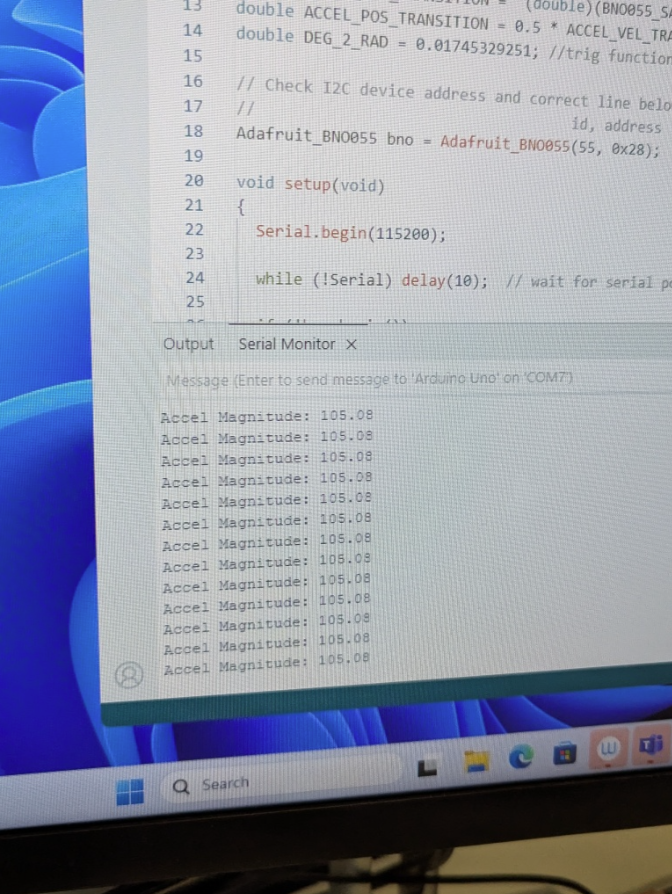 13 double ACCEL_POS_TRANSITION = 0.5 * ACCEL_VEL_TRA
14 double DEG_2_RAD = 0.01745329251; //trig function
15
16 // Check I2C device address and correct line belo
17 // id, address
18 Adafruit_BNO055 bno = Adafruit_BNO055(55, 0x28);
19
20 void setup(void)
21 {
22 Serial.begin(115200);
23
24 while (!Serial) delay(10); // wait for serial po
25
Output Serial Monitor X
Message (Enter to send message to 'Arduino Uno' on 'COM7')
Accel Magnitude: 105.08
Accel Magnitude: 105.08
Accel Magnitude: 105.08
Accel Magnitude: 105.08
Accel Magnitude: 105.08
Accel Magnitude: 105.08
Accel Magnitude: 105.08
Accel Magnitude: 105.08
Accel Magnitude: 105.08
Accel Magnitude: 105.08
Accel Magnitude: 105.08
Accel Magnitude: 105.08
Accel Magnitude: 105.08
Search